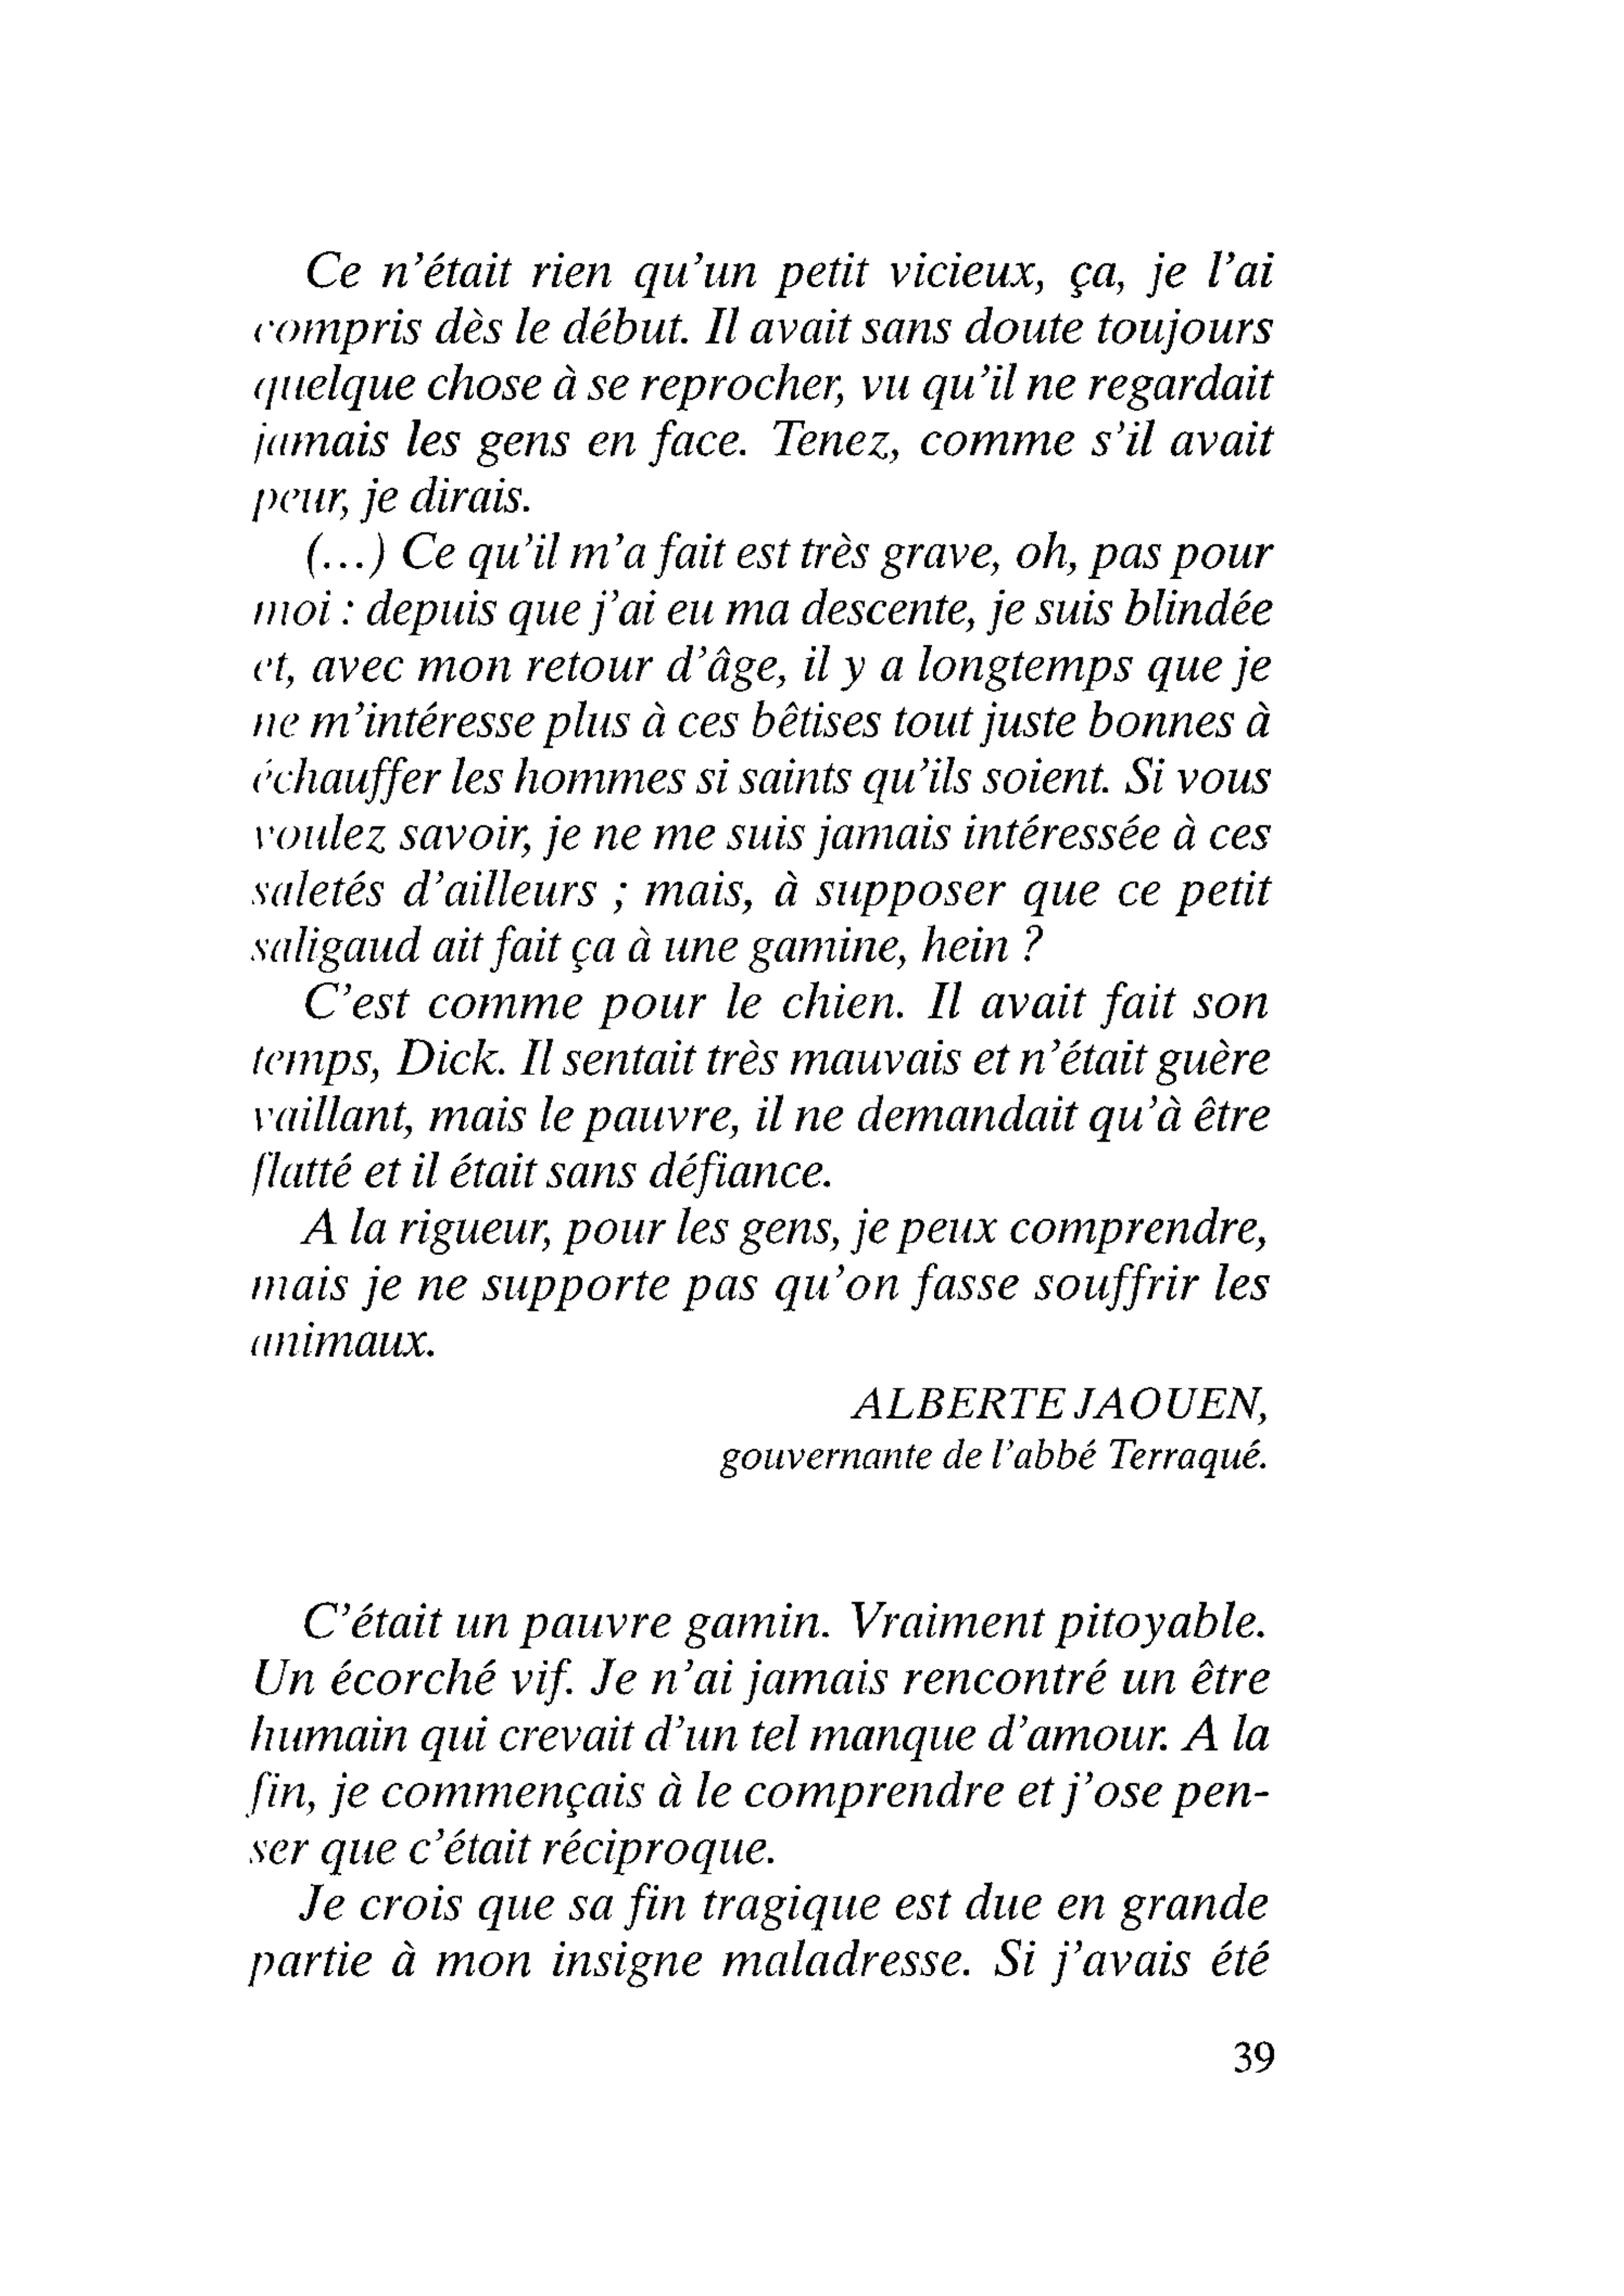 Ce n'était rien qu'un petit vicieux, ça, je l'ai
compris dès le début. Il avait sans doute toujours
quelque chose à se reprocher, vu qu'il ne regardait
jamais les gens en face. Tenez, comme s'il avait
peur, je dirais.
(...) Ce qu'il m'a fait est très grave, oh, pas pour
moi : depuis que j'ai eu ma descente, je suis blindée
et, avec mon retour d'âge, il y a longtemps que je
ne m'intéresse plus à ces bêtises tout juste bonnes à
échauffer les hommes si saints qu'ils soient. Si vous
voulez savoir, je ne me suis jamais intéressée à ces
saletés d'ailleurs ; mais, à supposer que ce petit
saligaud ait fait ça à une gamine, hein ?
C'est comme pour le chien. Il avait fait son
temps, Dick. Il sentait très mauvais et n'était guère
vaillant, mais le pauvre, il ne demandait qu'à être
flatté et il était sans défiance.
A la rigueur, pour les gens, je peux comprendre,
mais je ne supporte pas qu'on fasse souffrir les
animaux.
ALBERTE JAOUEN,
gouvernante de l'abbé Terraqué.
C'était un pauvre gamin. Vraiment pitoyable.
Un écorché vif. Je n'ai jamais rencontré un être
humain qui crevait d'un tel manque d'amour. A la
fin, je commençais à le comprendre et j'ose pen-
ser que c'était réciproque.
Je crois que sa fin tragique est due en grande
partie à mon insigne maladresse. Si j'avais été
39